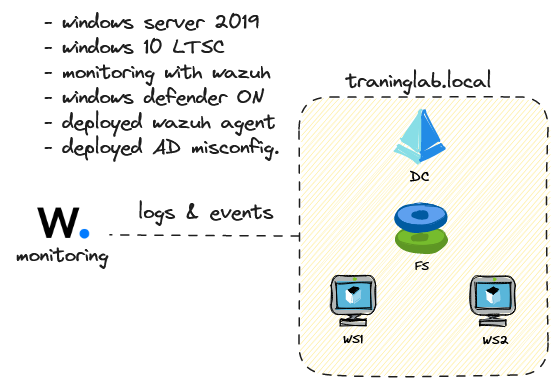 - windows server 2019
- windows 10 LTSC
- monitoring with wazuh
- windows defender ON
- deployed wazuh agent
- deployed AD misconfig.
traninglab.local
DC
W.
monitoring
logs & events
FS
WS1
WS2